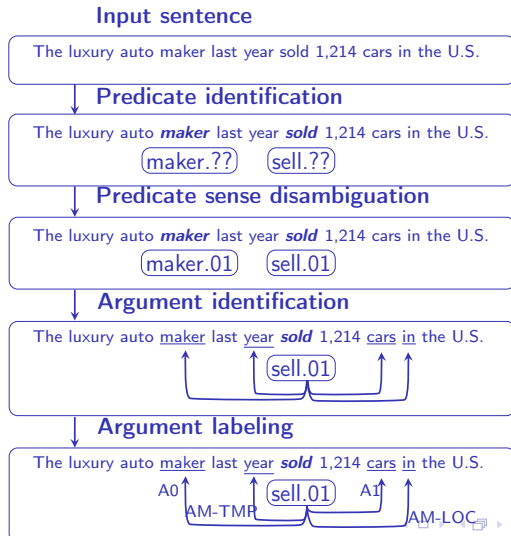 Input sentence
The luxury auto maker last year sold 1,214 cars in the U.S.
Predicate identification
The luxury auto maker last year sold 1,214 cars in the U.S.
maker.?? sell.??
Predicate sense disambiguation
The luxury auto maker last year sold 1,214 cars in the U.S.
maker.01 sell.01
Argument identification
The luxury auto maker last year sold 1,214 cars in the U.S.
sell.01
Argument labeling
The luxury auto maker last year sold 1,214 cars in the U.S.
A0 sell.01 A1
AM-TMP AM-LOC